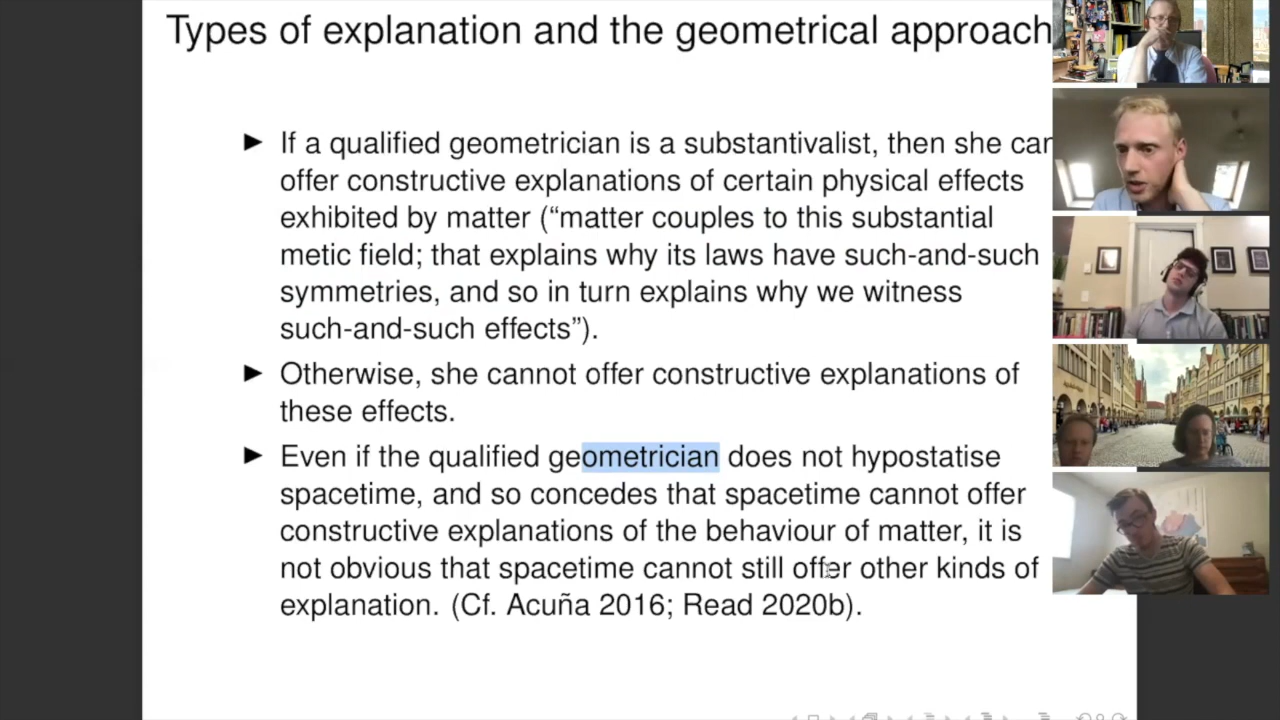 Types of explanation and the geometrical approach
► If a qualified geometrician is a substantivalist, then she can
offer constructive explanations of certain physical effects
exhibited by matter (“matter couples to this substantial
metic field; that explains why its laws have such-and-such
symmetries, and so in turn explains why we witness
such-and-such effects”).
► Otherwise, she cannot offer constructive explanations of
these effects.
► Even if the qualified geometrician does not hypostatise
spacetime, and so concedes that spacetime cannot offer
constructive explanations of the behaviour of matter, it is
not obvious that spacetime cannot still offer other kinds of
explanation. (Cf. Acuña 2016; Read 2020b).